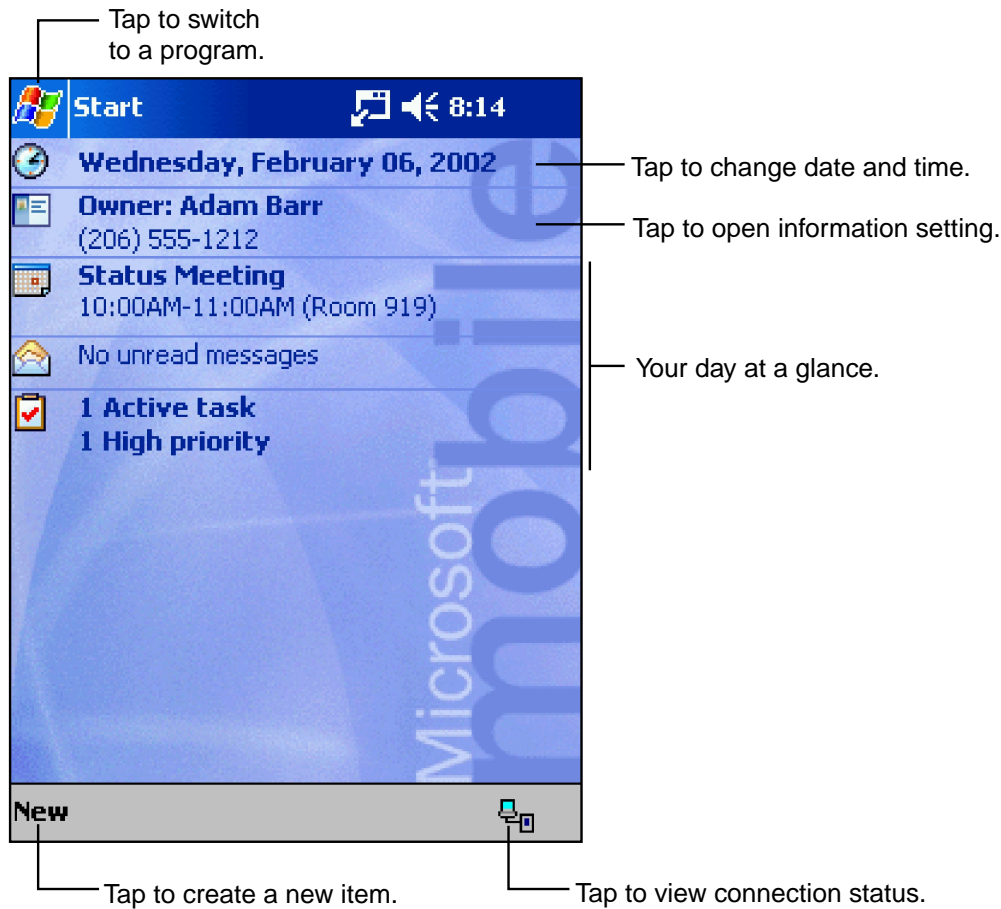 Tap to switch
to a program.
Start 8:14
Wednesday, February 06, 2002
Tap to change date and time.
Owner: Adam Barr
(206) 555-1212
Tap to open information setting.
Status Meeting
10:00AM-11:00AM (Room 919)
No unread messages
Your day at a glance.
1 Active task
1 High priority
Microsoft
mobile
New
Tap to create a new item.
Tap to view connection status.